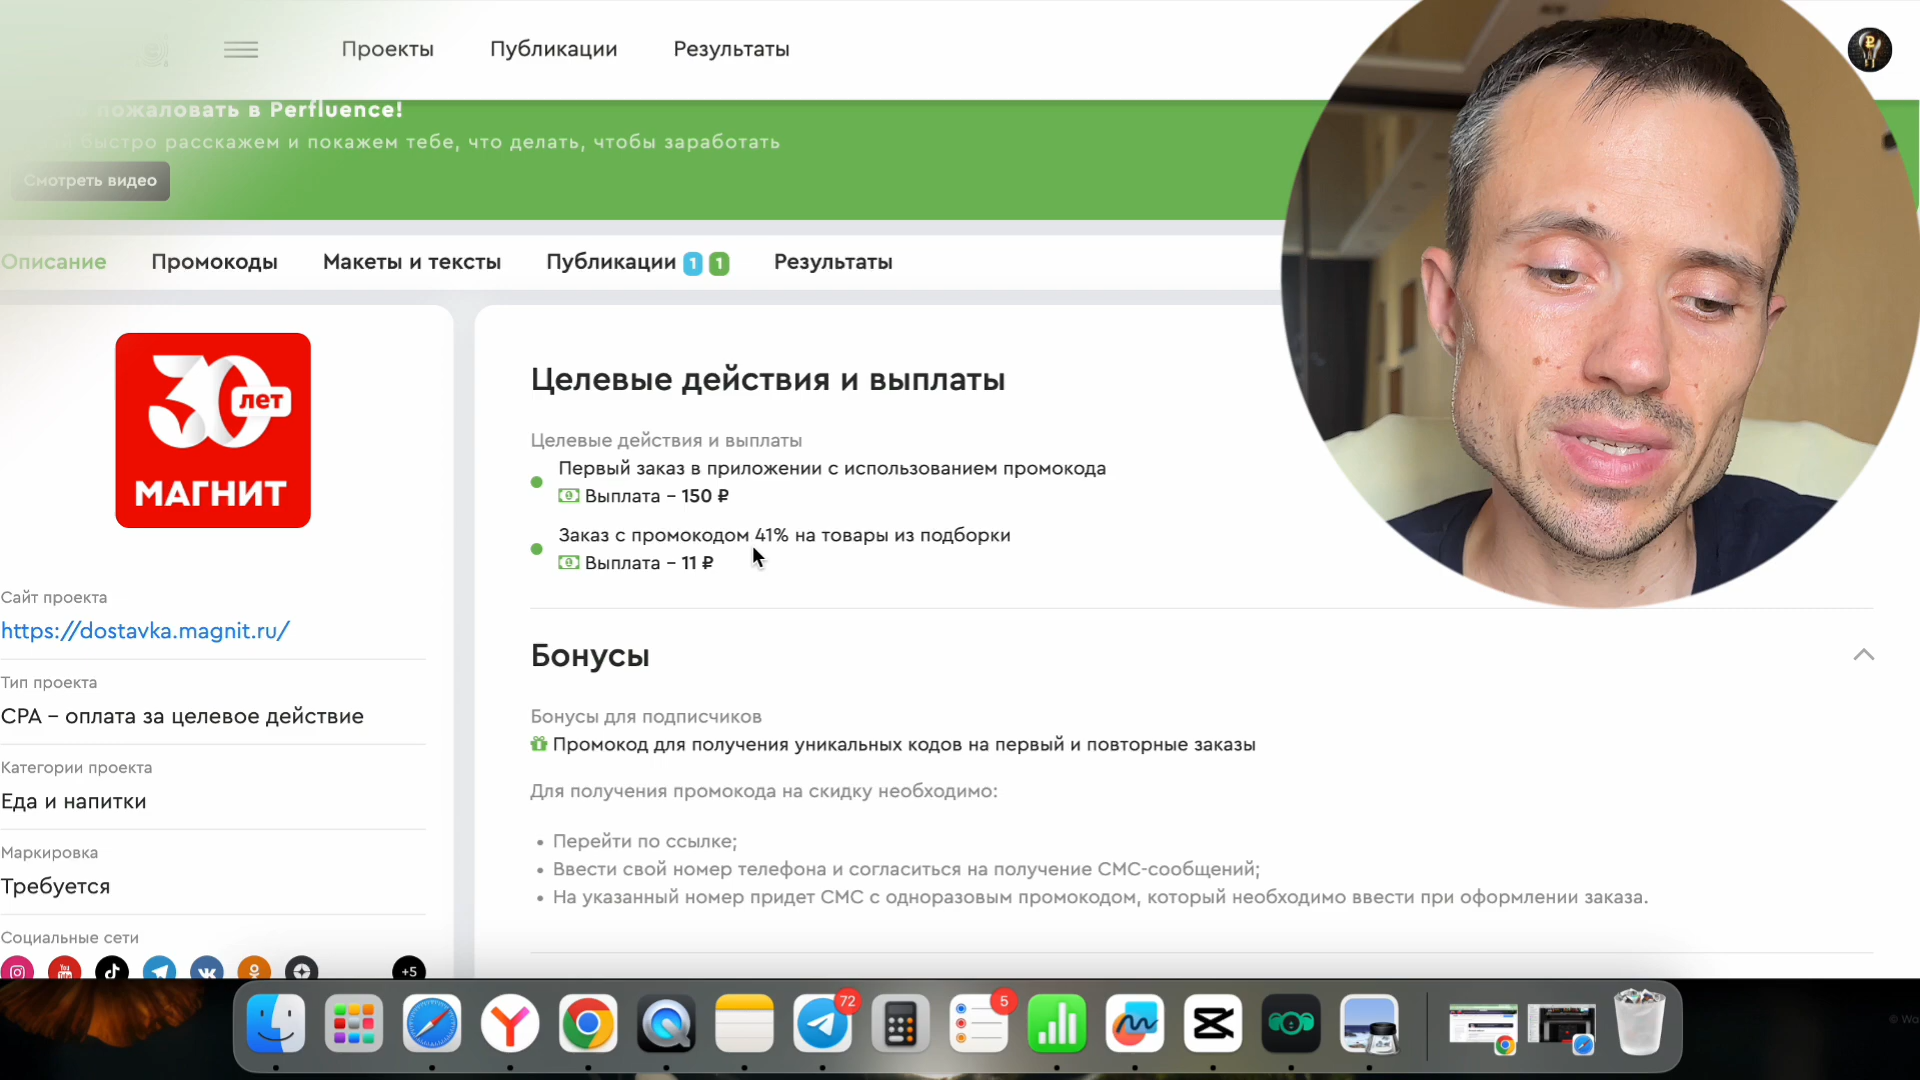 Проекты
Публикации
Результаты
пожаловать в Perfluence!
быстро расскажем и покажем тебе, что делать, чтобы заработать
Смотреть видео
Описание
Промокоды
Макеты и тексты
Публикации 1 1
Результаты
30 лет
МАГНИТ
Сайт проекта
https://dostavka.magnit.ru/
Тип проекта
CPA – оплата за целевое действие
Категории проекта
Еда и напитки
Маркировка
Требуется
Социальные сети
+5
Целевые действия и выплаты
Целевые действия и выплаты
Первый заказ в приложении с использованием промокода
Выплата – 150 ₽
Заказ с промокодом 41% на товары из подборки
Выплата – 11 ₽
Бонусы
Бонусы для подписчиков
Промокод для получения уникальных кодов на первый и повторные заказы
Для получения промокода на скидку необходимо:
• Перейти по ссылке;
• Ввести свой номер телефона и согласиться на получение СМС-сообщений;
• На указанный номер придет СМС с одноразовым промокодом, который необходимо ввести при оформлении заказа.
72
5